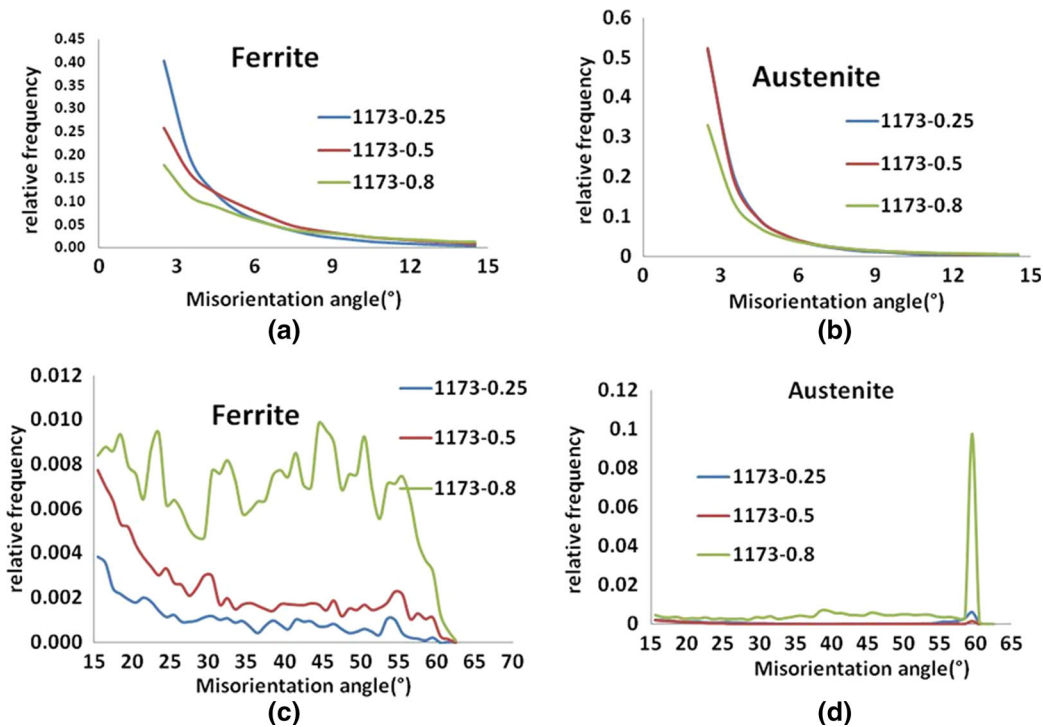 relative frequency
0.45
0.40
0.35
0.30
0.25
0.20
0.15
0.10
0.05
0.00
Ferrite
1173-0.25
1173-0.5
1173-0.8
0 3 6 9 12 15
Misorientation angle(°)
(a)
relative frequency
0.6
0.5
0.4
0.3
0.2
0.1
0
Austenite
1173-0.25
1173-0.5
1173-0.8
0 3 6 9 12 15
Misorientation angle(°)
(b)
relative frequency
0.012
0.010
0.008
0.006
0.004
0.002
0.000
Ferrite
1173-0.25
1173-0.5
1173-0.8
15 20 25 30 35 40 45 50 55 60 65 70
Misorientation angle(°)
(c)
relative frequency
0.12
0.1
0.08
0.06
0.04
0.02
0
Austenite
1173-0.25
1173-0.5
1173-0.8
15 20 25 30 35 40 45 50 55 60 65
Misorientation angle(°)
(d)